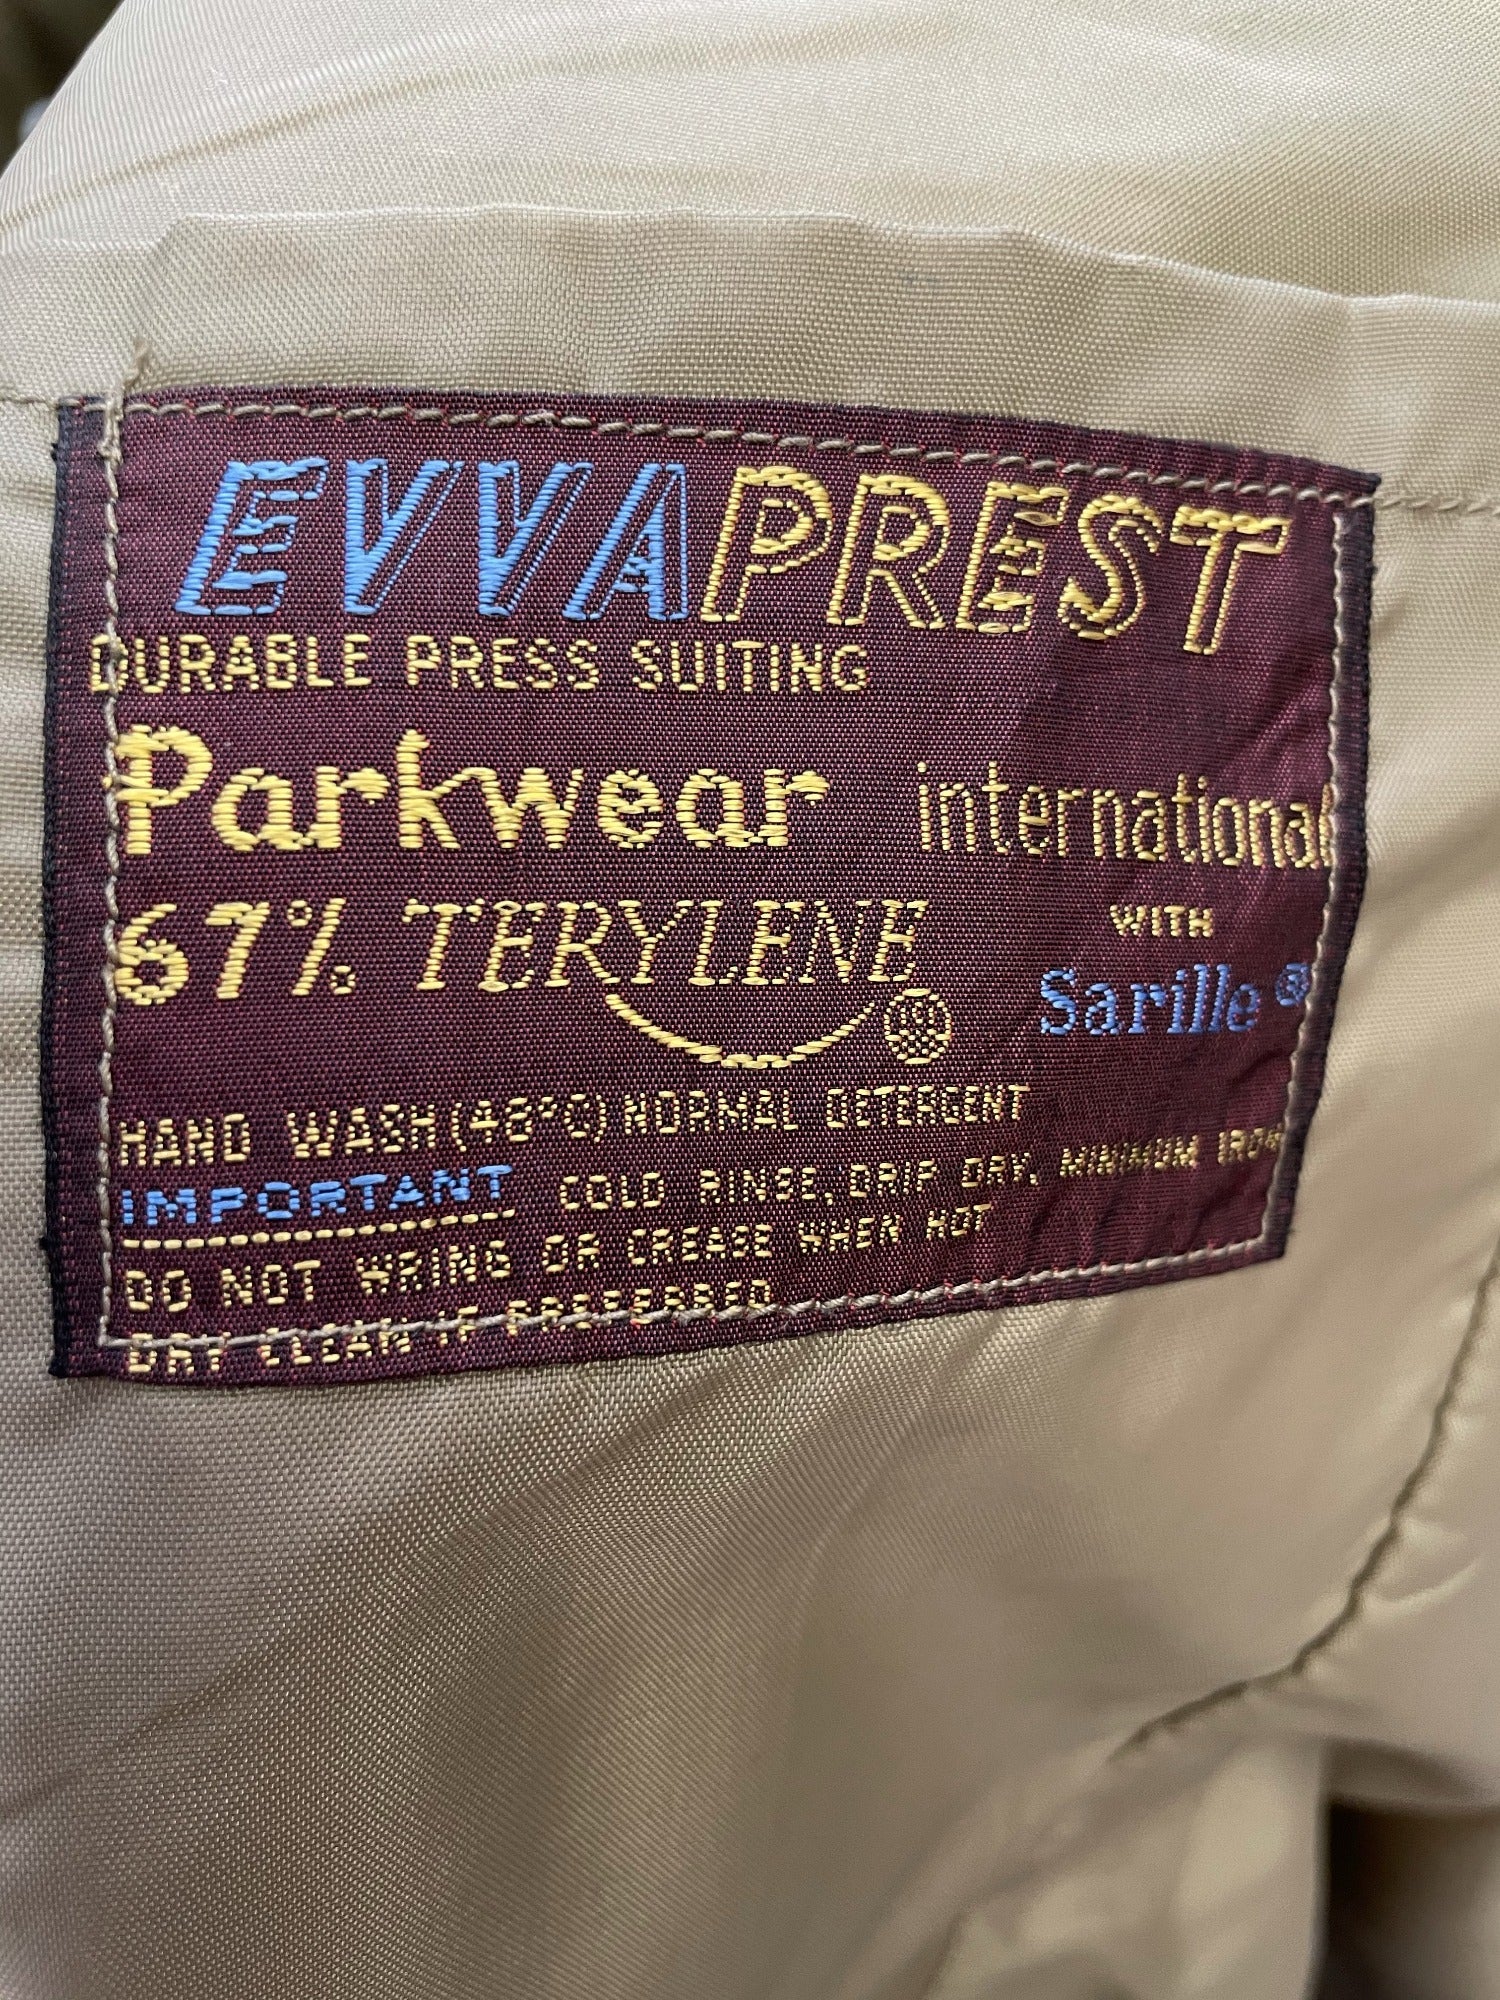 EVVAPREST
DURABLE PRESS SUITING
Parkwear international
67% TERYLENE WITH
Sarille ®
HAND WASH (48°C) NORMAL DETERGENT
IMPORTANT COLD RINSE, DRIP DRY, MINIMUM IRON
DO NOT WRING OR CREASE WHEN HOT
DRY CLEAN IF PREFERRED